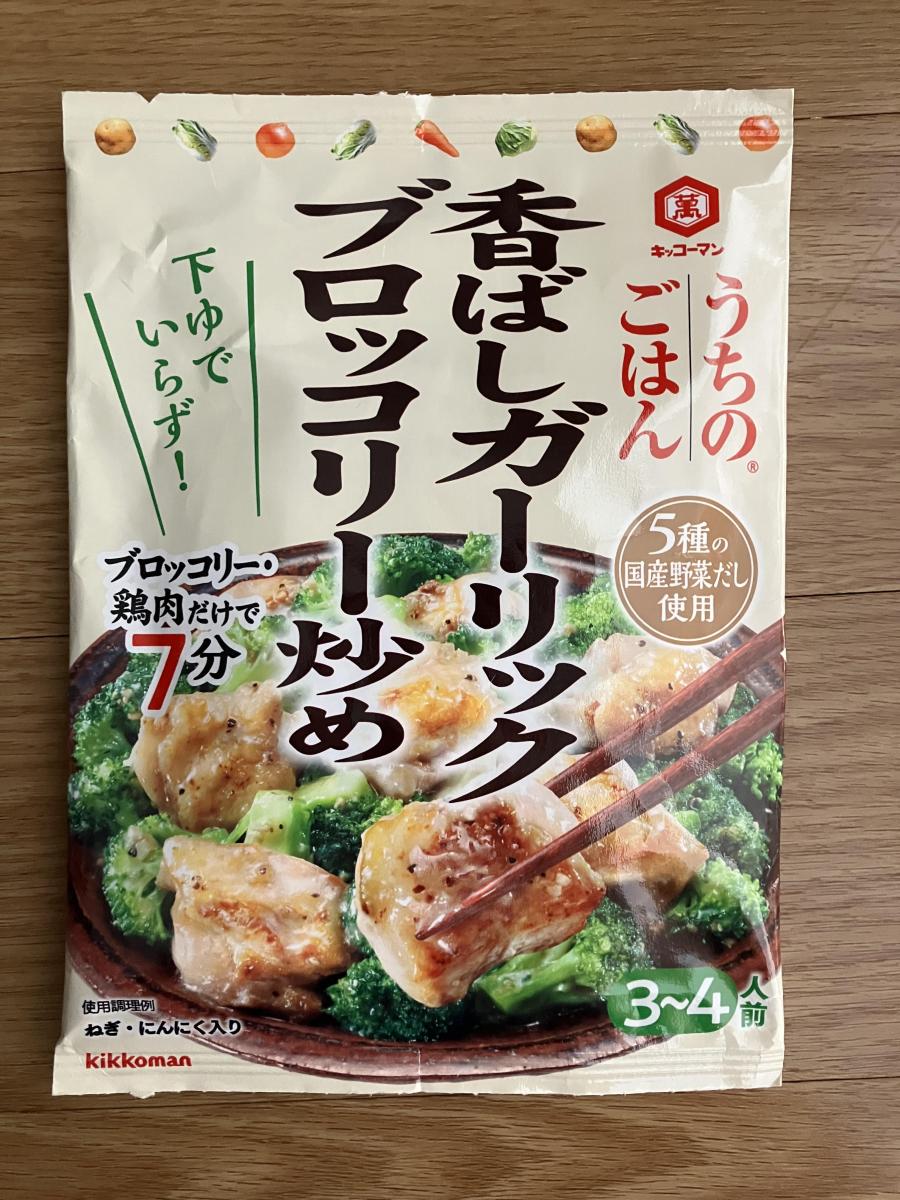 萬
キッコーマン
うちの®
ごはん
香ばしガーリック
ブロッコリー炒め
下ゆで
いらず!
5種の
国産野菜だし
使用
ブロッコリー・
鶏肉だけで
7分
3~4人前
使用調理例
ねぎ・にんにく入り
kikkoman